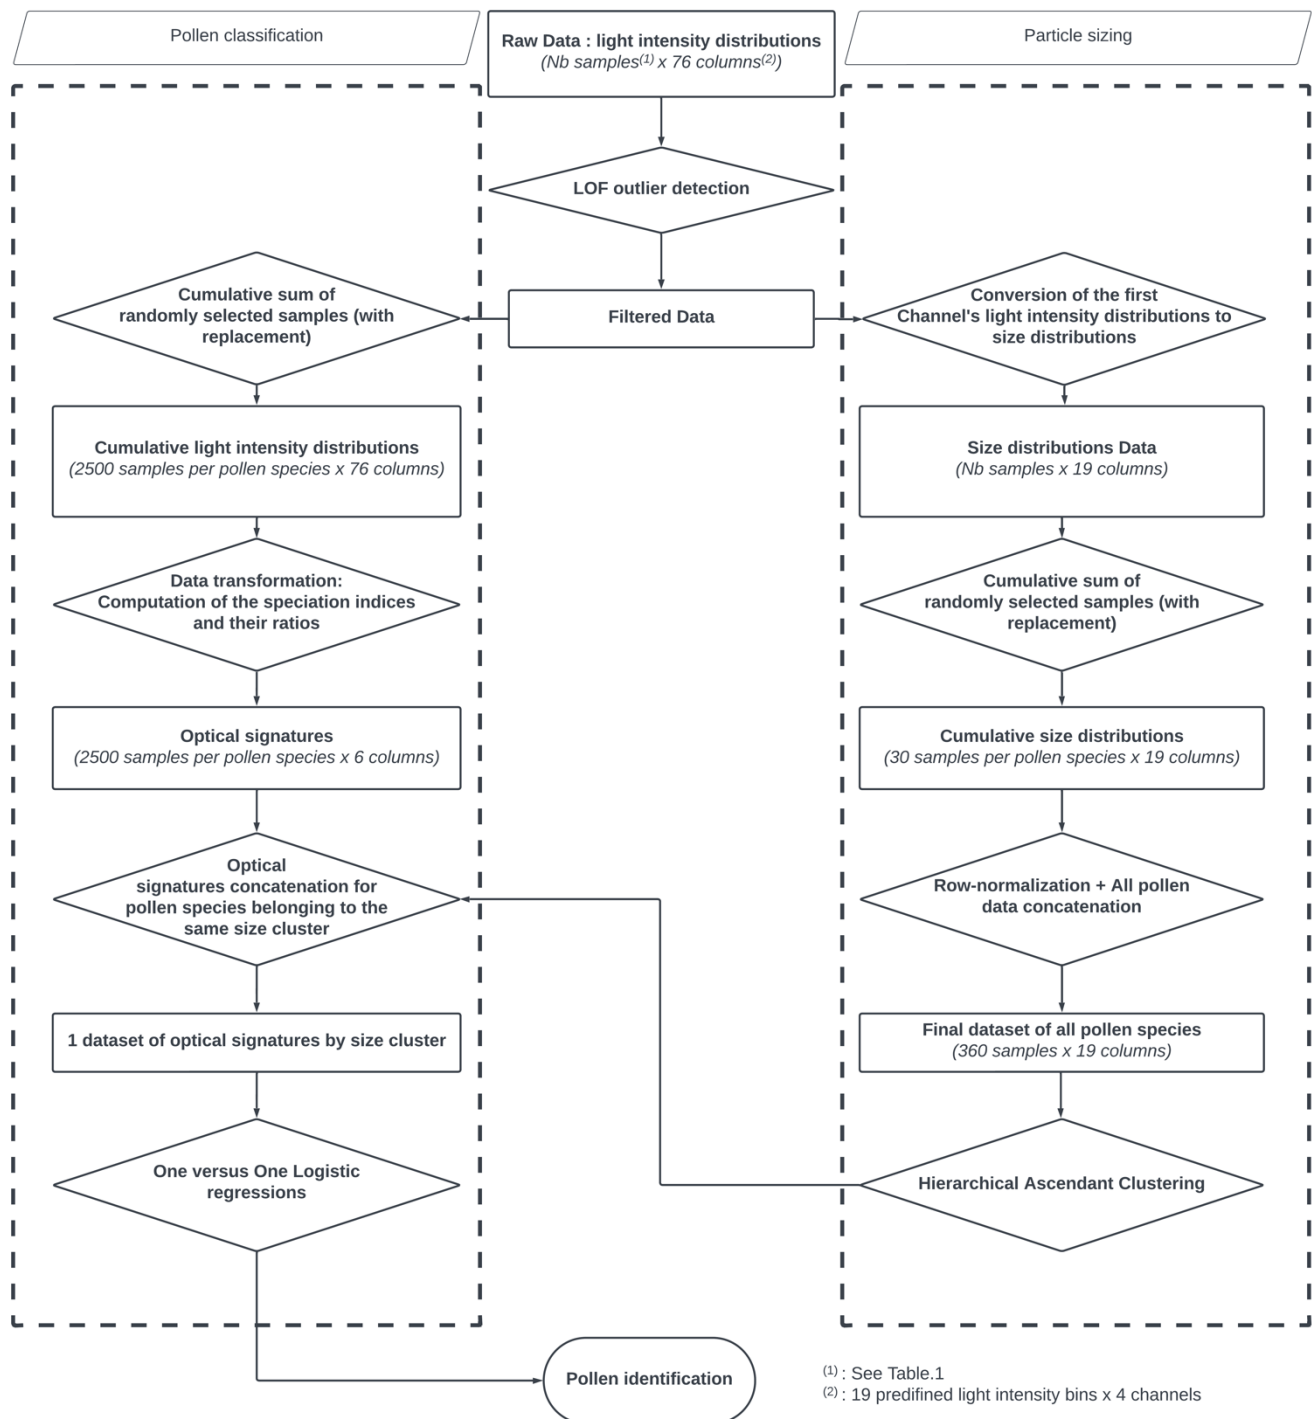 Pollen classification
Raw Data : light intensity distributions
(Nb samples(1) x 76 columns(2))
Particle sizing
LOF outlier detection
Filtered Data
Cumulative sum of
randomly selected samples (with
replacement)
Cumulative light intensity distributions
(2500 samples per pollen species x 76 columns)
Data transformation:
Computation of the speciation indices
and their ratios
Optical signatures
(2500 samples per pollen species x 6 columns)
Optical
signatures concatenation for
pollen species belonging to the
same size cluster
1 dataset of optical signatures by size cluster
One versus One Logistic
regressions
Conversion of the first
Channel's light intensity distributions to
size distributions
Size distributions Data
(Nb samples x 19 columns)
Cumulative sum of
randomly selected samples (with
replacement)
Cumulative size distributions
(30 samples per pollen species x 19 columns)
Row-normalization + All pollen
data concatenation
Final dataset of all pollen species
(360 samples x 19 columns)
Hierarchical Ascendant Clustering
Pollen identification
(1) : See Table.1
(2) : 19 predifined light intensity bins x 4 channels